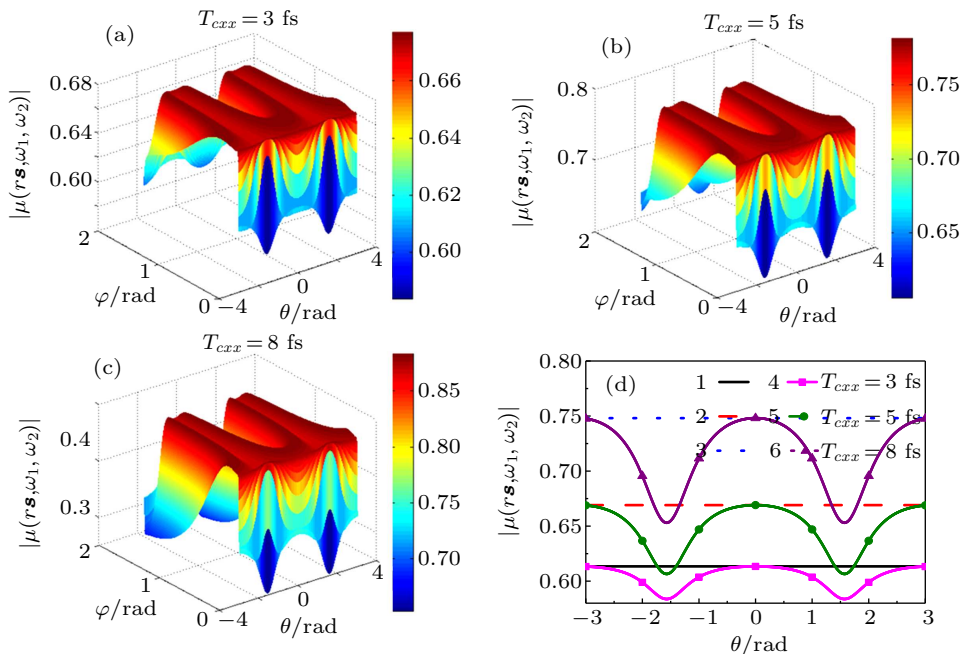 (a)
T_cxx = 3 fs
|μ(rs,ω1, ω2)|
0.68
0.64
0.60
2
1
0
φ/rad
−4
0
4
θ/rad
0.66
0.64
0.62
0.60
(b)
T_cxx = 5 fs
|μ(rs,ω1, ω2)|
0.8
0.7
2
1
0
φ/rad
−4
0
4
θ/rad
0.75
0.70
0.65
(c)
T_cxx = 8 fs
|μ(rs,ω1, ω2)|
0.4
0.3
2
1
0
φ/rad
−4
0
4
θ/rad
0.85
0.80
0.75
0.70
(d)
|μ(rs,ω1, ω2)|
0.80
0.75
0.70
0.65
0.60
1 4 T_cxx = 3 fs
2 5 T_cxx = 5 fs
3 6 T_cxx = 8 fs
−3 −2 −1 0 1 2 3
θ/rad